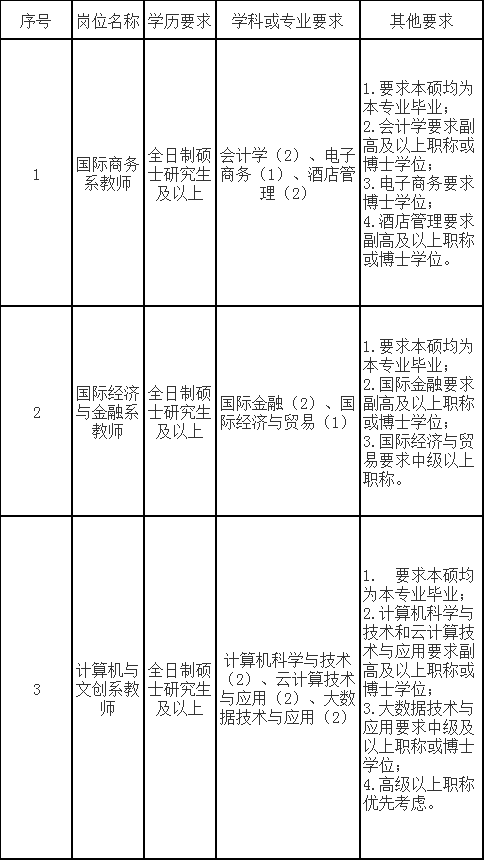 序号 岗位名称 学历要求 学科或专业要求 其他要求
1
国际商务
系教师
全日制硕
士研究生
及以上
会计学（2）、电子
商务（1）、酒店管
理（2）
1.要求本硕均为
本专业毕业；
2.会计学要求副
高及以上职称或
博士学位；
3.电子商务要求
博士学位；
4.酒店管理要求
副高及以上职称
或博士学位。
2
国际经济
与金融系
教师
全日制硕
士研究生
及以上
国际金融（2）、国
际经济与贸易（1）
1.要求本硕均为
本专业毕业；
2.国际金融要求
副高及以上职称
或博士学位；
3.国际经济与贸
易要求中级以上
职称。
3
计算机与
文创系教
师
全日制硕
士研究生
及以上
计算机科学与技术
（2）、云计算技术
与应用（2）、大数
据技术与应用（2）
1. 要求本硕均
为本专业毕业；
2.计算机科学与
技术和云计算技
术与应用要求副
高及以上职称或
博士学位；
3.大数据技术与
应用要求中级及
以上职称或博士
学位；
4.高级以上职称
优先考虑。